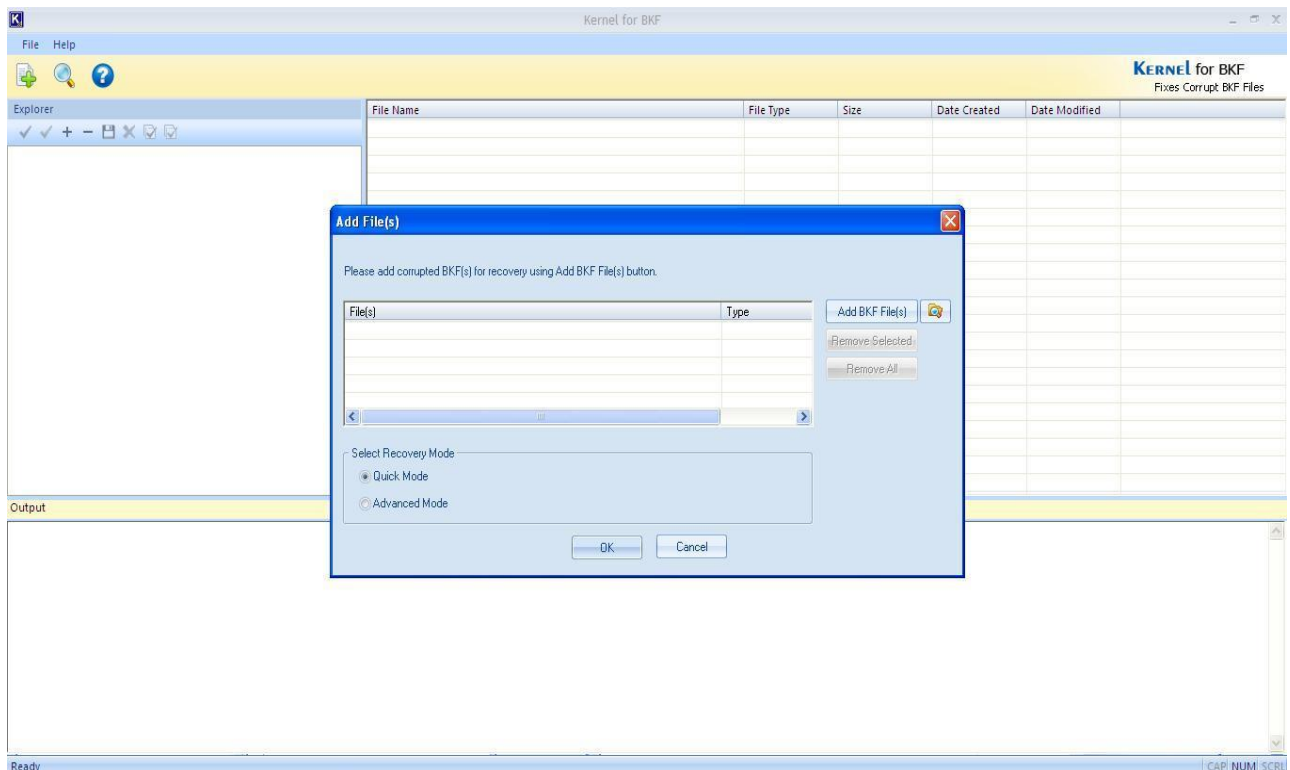 Kernel for BKF
File Help
KERNEL for BKF
Fixes Corrupt BKF Files
Explorer
File Name File Type Size Date Created Date Modified
Add File(s)
Please add corrupted BKF(s) for recovery using Add BKF File(s) button.
File(s) Type
Add BKF File(s)
Remove Selected
Remove All
Select Recovery Mode
Quick Mode
Advanced Mode
OK Cancel
Output
Ready CAP NUM SCRL